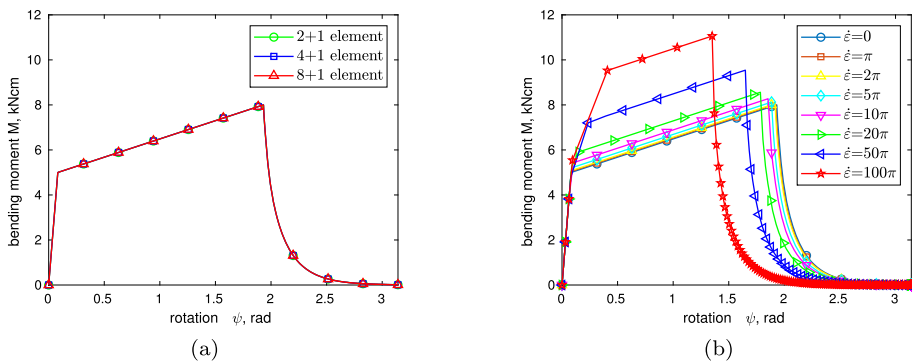 12
10
8
6
4
2
0
bending moment M, kNcm
2+1 element
4+1 element
8+1 element
0 0.5 1 1.5 2 2.5 3
rotation ψ, rad
(a)
12
10
8
6
4
2
0
bending moment M, kNcm
ε̇=0
ε̇=π
ε̇=2π
ε̇=5π
ε̇=10π
ε̇=20π
ε̇=50π
ε̇=100π
0 0.5 1 1.5 2 2.5 3
rotation ψ, rad
(b)